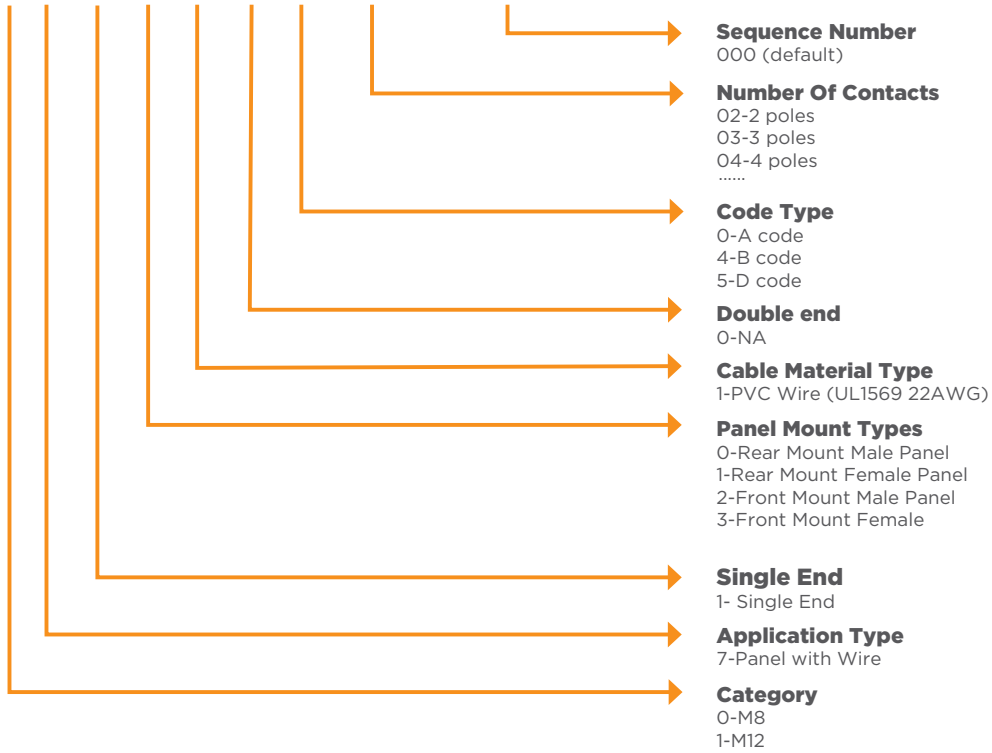 Sequence Number
000 (default)
Number Of Contacts
02-2 poles
03-3 poles
04-4 poles
......
Code Type
0-A code
4-B code
5-D code
Double end
0-NA
Cable Material Type
1-PVC Wire (UL1569 22AWG)
Panel Mount Types
0-Rear Mount Male Panel
1-Rear Mount Female Panel
2-Front Mount Male Panel
3-Front Mount Female
Single End
1- Single End
Application Type
7-Panel with Wire
Category
0-M8
1-M12